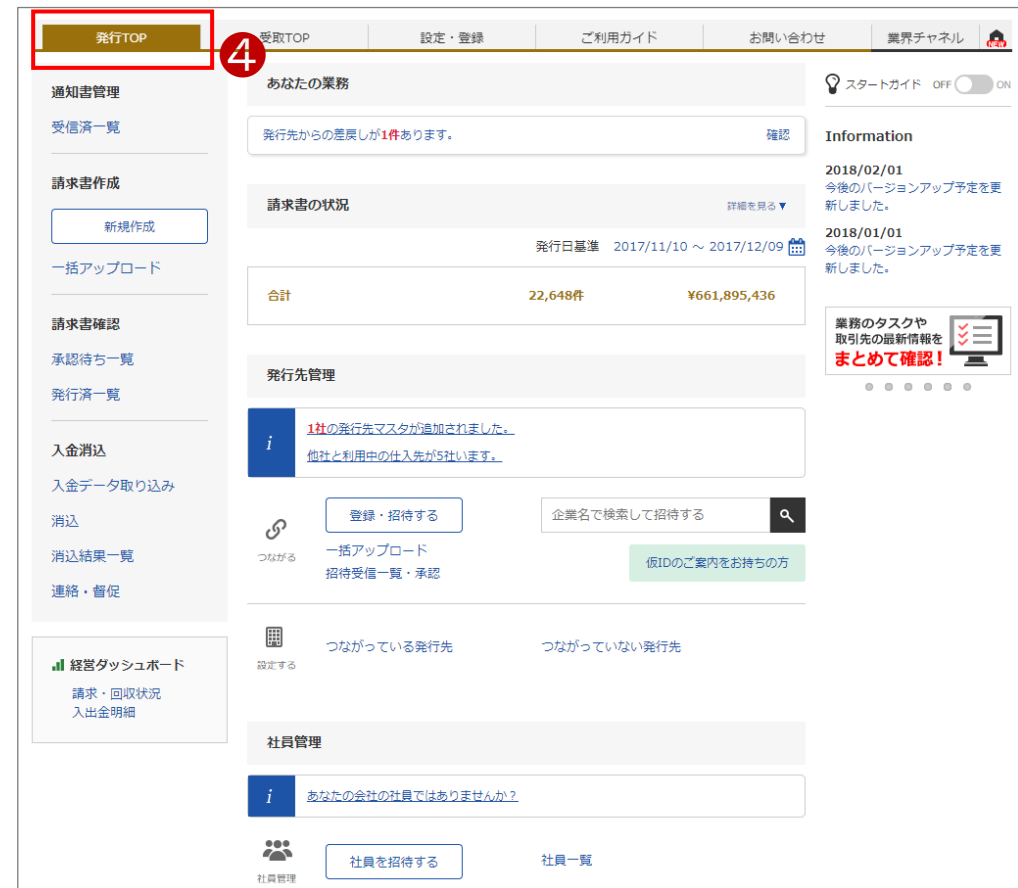 発行TOP
4
受取TOP
設定・登録
ご利用ガイド
お問い合わせ
業界チャネル
NEW
通知書管理
受信済一覧
請求書作成
新規作成
一括アップロード
請求書確認
承認待ち一覧
発行済一覧
入金消込
入金データ取り込み
消込
消込結果一覧
連絡・督促
経営ダッシュボード
請求・回収状況
入出金明細
あなたの業務
発行先からの差戻しが1件あります。
確認
請求書の状況
詳細を見る▼
発行日基準 2017/11/10 ～ 2017/12/09
合計 22,648件 ¥661,895,436
発行先管理
i
1社の発行先マスタが追加されました。
他社と利用中の仕入先が5社います。
つながる
登録・招待する
企業名で検索して招待する
一括アップロード
招待受信一覧・承認
仮IDのご案内をお持ちの方
設定する
つながっている発行先
つながっていない発行先
社員管理
i
あなたの会社の社員ではありませんか？
社員管理
社員を招待する
社員一覧
スタートガイド OFF ON
Information
2018/02/01
今後のバージョンアップ予定を更
新しました。
2018/01/01
今後のバージョンアップ予定を更
新しました。
業務のタスクや
取引先の最新情報を
まとめて確認！